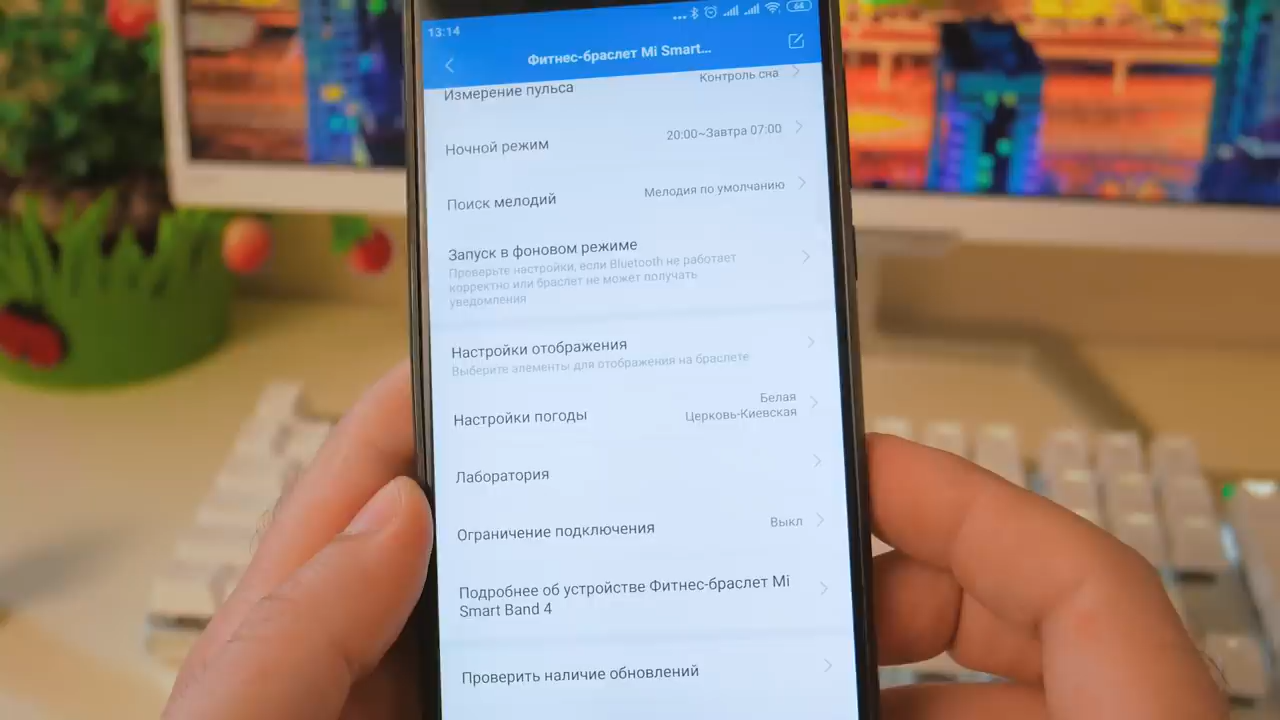 13:14
64
Фитнес-браслет Mi Smart...
Измерение пульса
Контроль сна
Ночной режим
20:00~Завтра 07:00
Поиск мелодий
Мелодия по умолчанию
Запуск в фоновом режиме
Проверьте настройки, если Bluetooth не работает
корректно или браслет не может получать
уведомления
Настройки отображения
Выберите элементы для отображения на браслете
Настройки погоды
Белая
Церковь-Киевская
Лаборатория
Ограничение подключения
Выкл
Подробнее об устройстве Фитнес-браслет Mi
Smart Band 4
Проверить наличие обновлений